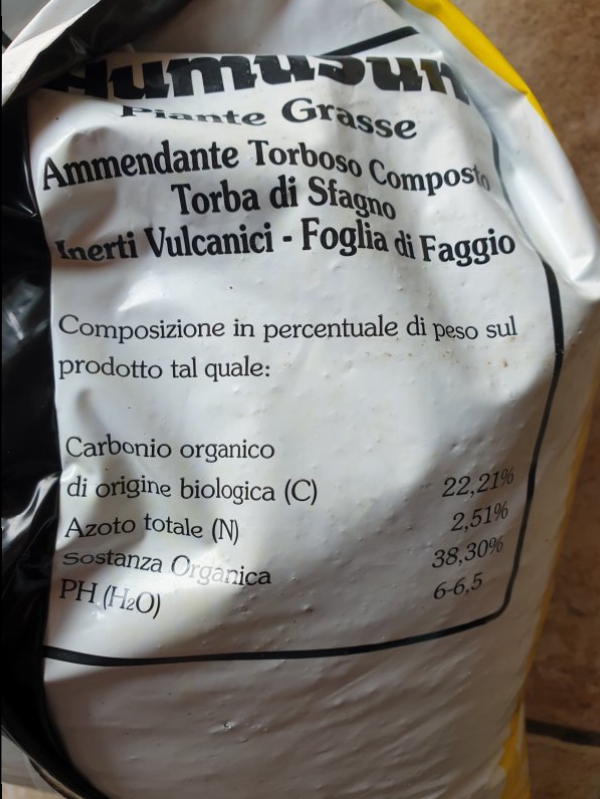 Humusun
Piante Grasse
Ammendante Torboso Composto
Torba di Sfagno
Inerti Vulcanici - Foglia di Faggio
Composizione in percentuale di peso sul
prodotto tal quale:
Carbonio organico
di origine biologica (C) 22,21%
Azoto totale (N) 2,51%
Sostanza Organica 38,30%
PH (H₂O) 6-6,5